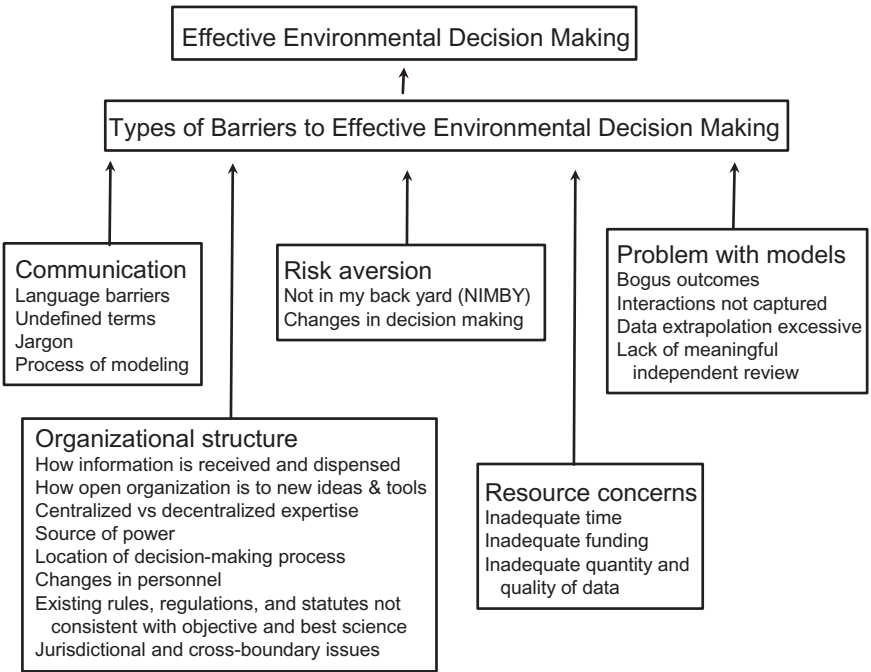 Effective Environmental Decision Making
Types of Barriers to Effective Environmental Decision Making
Communication
Language barriers
Undefined terms
Jargon
Process of modeling
Risk aversion
Not in my back yard (NIMBY)
Changes in decision making
Problem with models
Bogus outcomes
Interactions not captured
Data extrapolation excessive
Lack of meaningful
independent review
Organizational structure
How information is received and dispensed
How open organization is to new ideas & tools
Centralized vs decentralized expertise
Source of power
Location of decision-making process
Changes in personnel
Existing rules, regulations, and statutes not
consistent with objective and best science
Jurisdictional and cross-boundary issues
Resource concerns
Inadequate time
Inadequate funding
Inadequate quantity and
quality of data